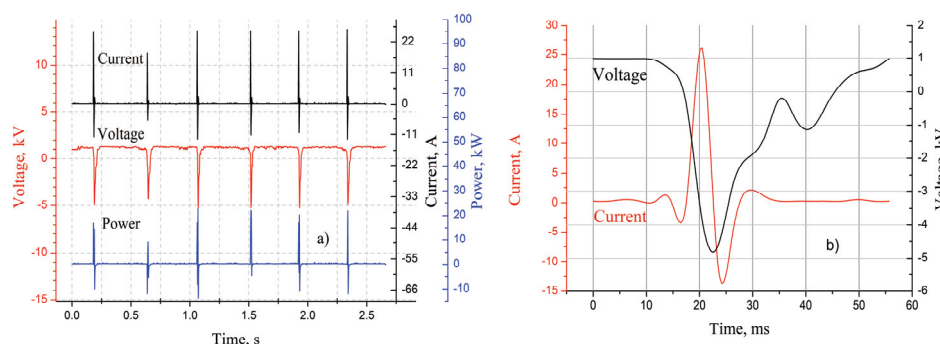 Current
Voltage
Power
a)
10
5
0
-5
-10
-15
Voltage, kV
22
11
0
-11
-22
-33
-44
-55
-66
Current, A
100
90
80
70
60
50
40
30
20
10
0
-10
Power, kW
0.0 0.5 1.0 1.5 2.0 2.5
Time, s
30
25
20
15
10
5
0
-5
-10
-15
Current, A
Voltage
Current
b)
2
1
0
-1
-2
-3
-4
-5
-6
Voltage, kV
0 10 20 30 40 50 60
Time, ms